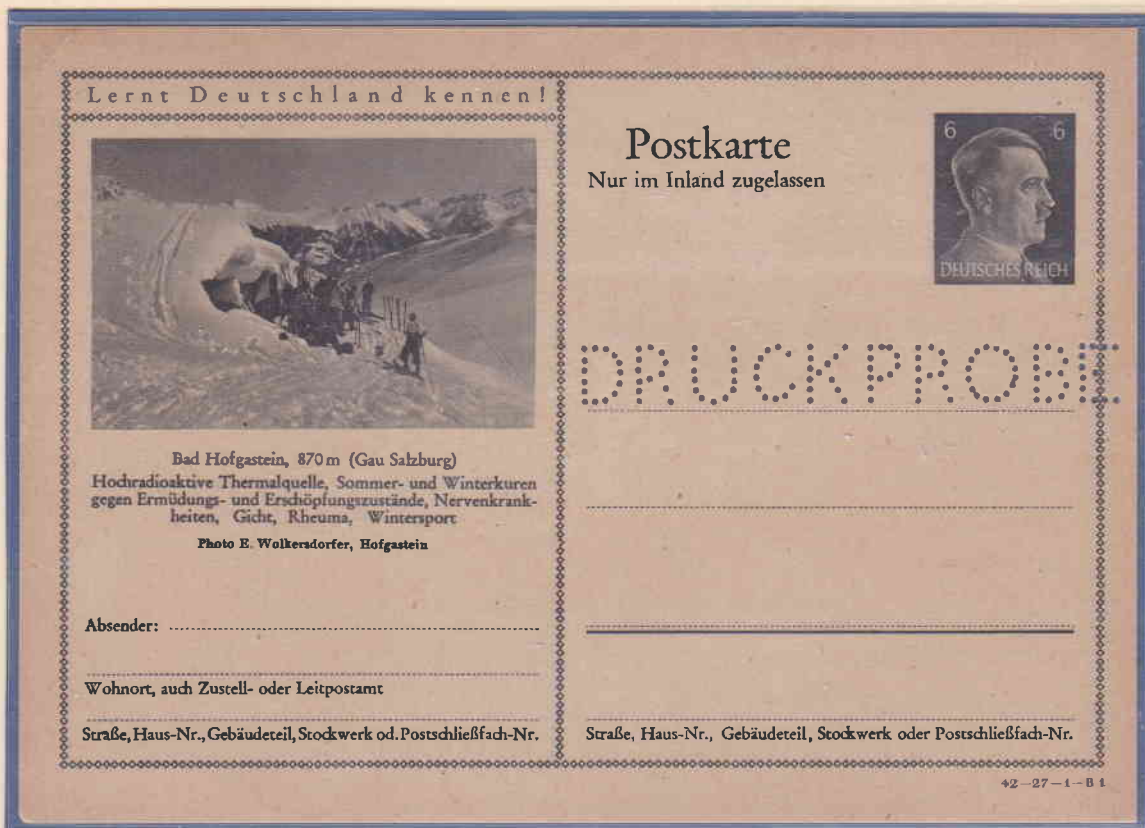 Lernt Deutschland kennen!
Bad Hofgastein, 870 m (Gau Salzburg)
Hochradioaktive Thermalquelle, Sommer- und Winterkuren
gegen Ermüdungs- und Erschöpfungszustände, Nervenkrank-
heiten, Gicht, Rheuma, Wintersport
Photo E. Wolkersdorfer, Hofgastein
Absender:
Wohnort, auch Zustell- oder Leitpostamt
Straße, Haus-Nr., Gebäudeteil, Stockwerk od. Postschließfach-Nr.
Postkarte
Nur im Inland zugelassen
6 6
DEUTSCHES REICH
DRUCKPROBE
Straße, Haus-Nr., Gebäudeteil, Stockwerk oder Postschließfach-Nr.
42–27–1–B 1